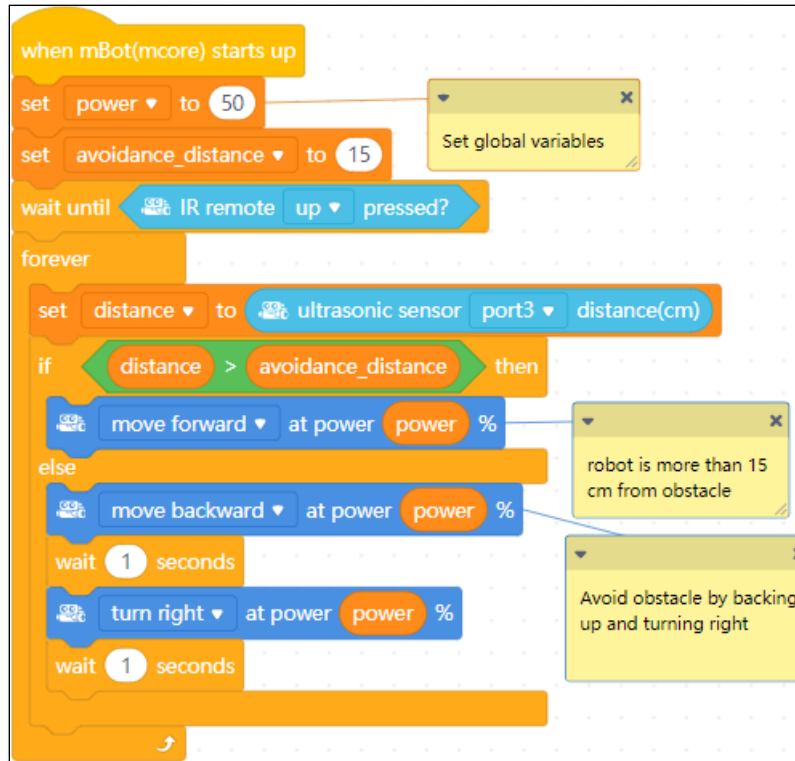 when mBot(mcore) starts up
set power to 50
Set global variables
set avoidance_distance to 15
wait until IR remote up pressed?
forever
set distance to ultrasonic sensor port3 distance(cm)
if distance > avoidance_distance then
move forward at power power %
robot is more than 15
cm from obstacle
else
move backward at power power %
wait 1 seconds
Avoid obstacle by backing
up and turning right
turn right at power power %
wait 1 seconds